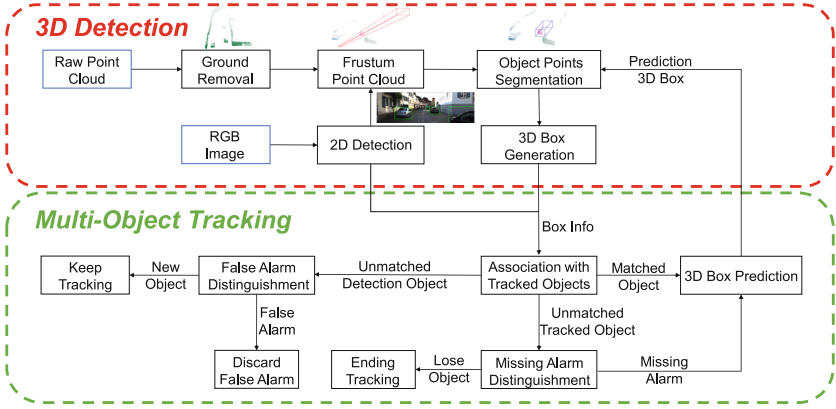 3D Detection
Raw Point
Cloud
Ground
Removal
Frustum
Point Cloud
Object Points
Segmentation
Prediction
3D Box
RGB
Image
2D Detection
3D Box
Generation
Multi-Object Tracking
Box Info
Keep
Tracking
New
Object
False Alarm
Distinguishment
Unmatched
Detection Object
Association with
Tracked Objects
Matched
Object
3D Box Prediction
False
Alarm
Unmatched
Tracked Object
Discard
False Alarm
Ending
Tracking
Lose
Object
Missing Alarm
Distinguishment
Missing
Alarm